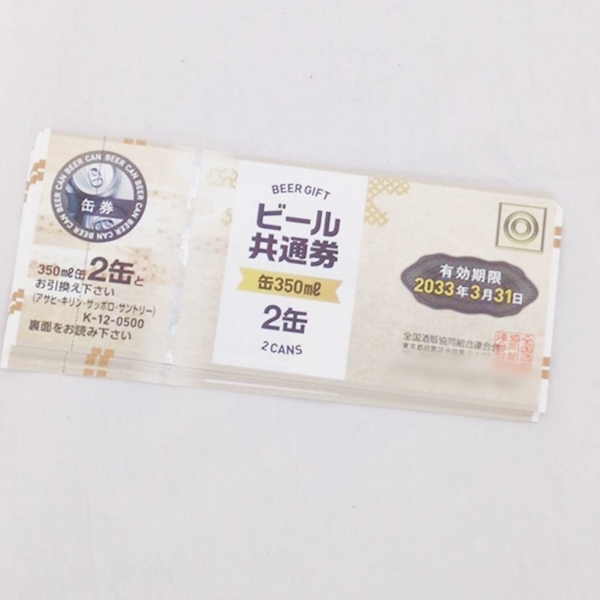 BEER CAN BEER CAN BEER CAN BEER CAN
缶券
350ml缶2缶と
お引換え下さい
(アサヒ・キリン・サッポロ・サントリー)
K-12-0500
裏面をお読み下さい
BEER GIFT
ビール
共通券
缶350ml
2缶
2 CANS
有効期限
2033年3月31日
全国酒販協同組合連合会